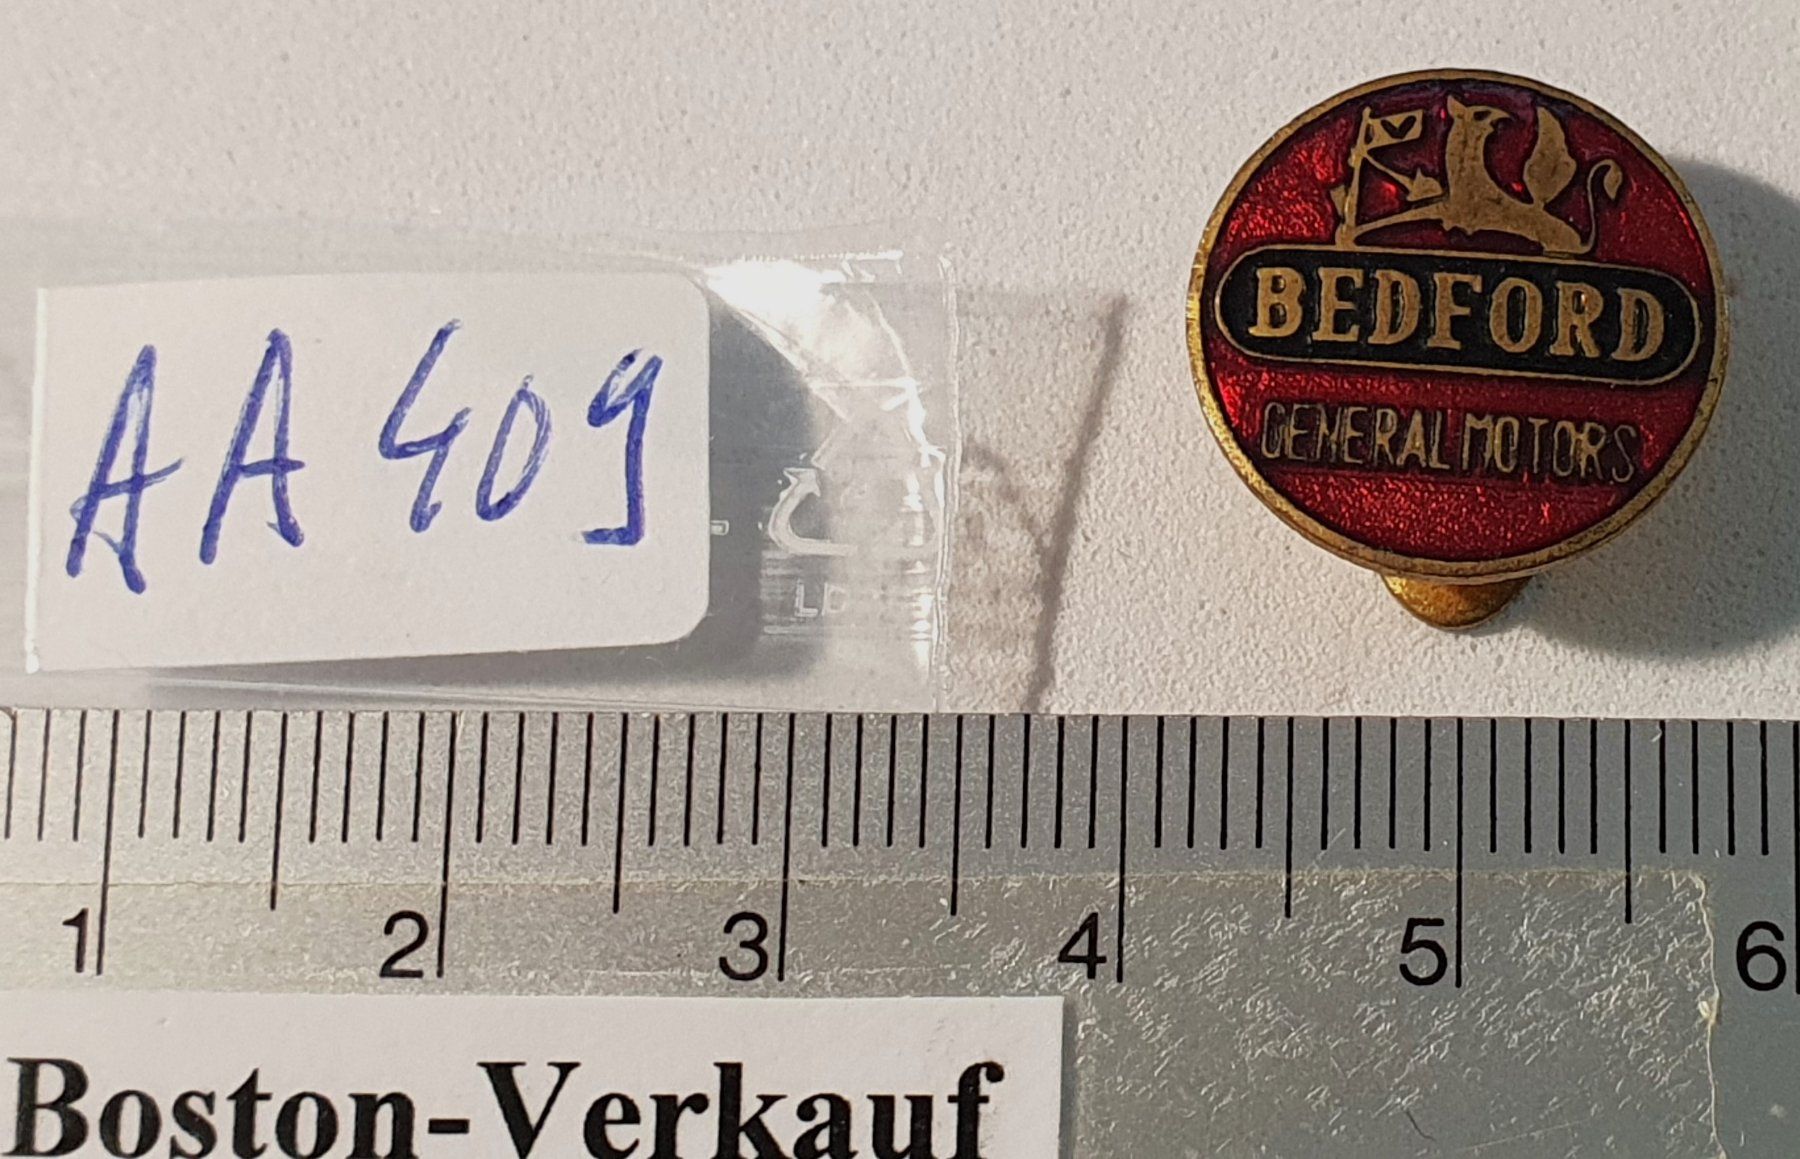 AA 409
BEDFORD
GENERAL MOTORS
1 2 3 4 5 6
Boston-Verkauf